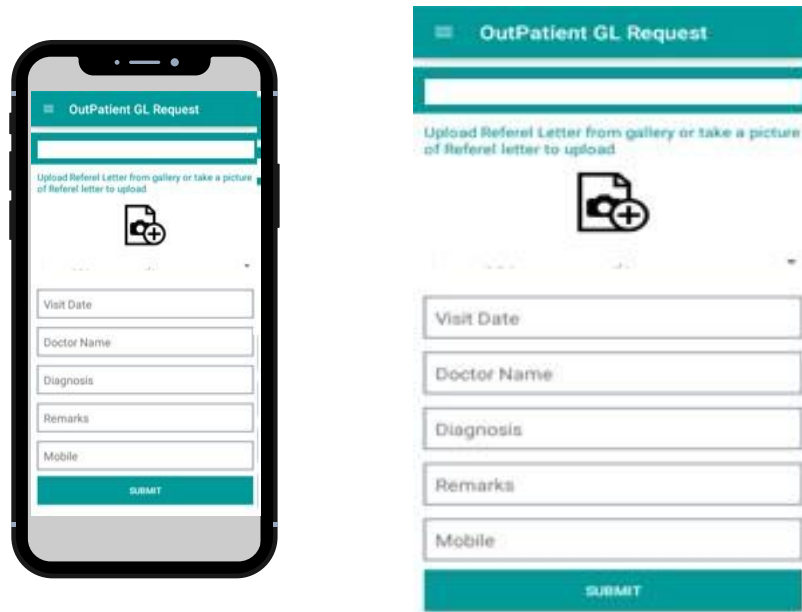 OutPatient GL Request
Upload Referel Letter from gallery or take a picture
of Referel letter to upload
Visit Date
Doctor Name
Diagnosis
Remarks
Mobile
SUBMIT
OutPatient GL Request
Upload Referel Letter from gallery or take a picture
of Referel letter to upload
Visit Date
Doctor Name
Diagnosis
Remarks
Mobile
SUBMIT